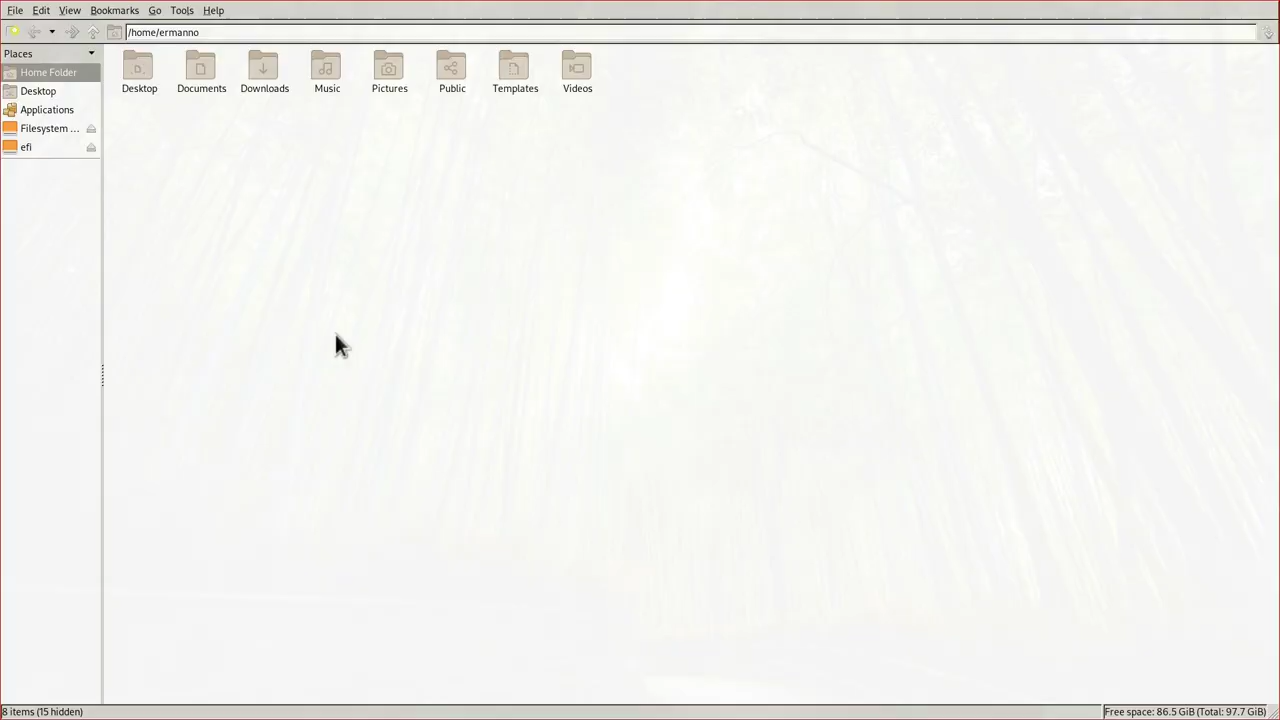 File Edit View Bookmarks Go Tools Help
/home/ermanno
Places
Home Folder
Desktop
Applications
Filesystem ...
efi
Desktop Documents Downloads Music Pictures Public Templates Videos
8 items (15 hidden)
Free space: 86.5 GiB (Total: 97.7 GiB)